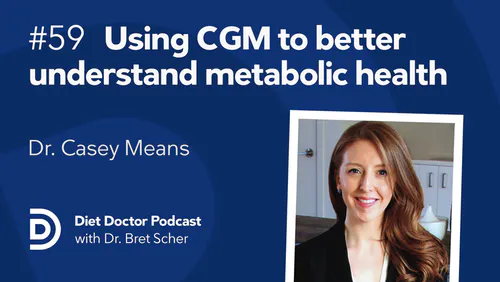 #59 Using CGM to better
understand metabolic health
Dr. Casey Means
Diet Doctor Podcast
with Dr. Bret Scher